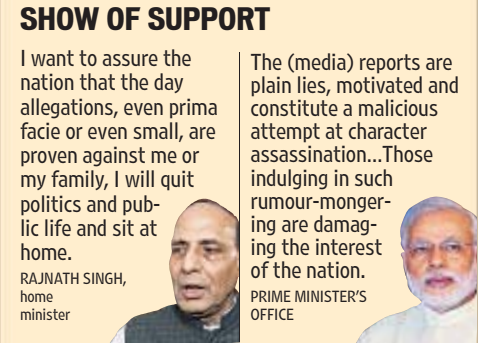 SHOW OF SUPPORT
I want to assure the
nation that the day
allegations, even prima
facie or even small, are
proven against me or
my family, I will quit
politics and pub-
lic life and sit at
home.
RAJNATH SINGH,
home
minister
The (media) reports are
plain lies, motivated and
constitute a malicious
attempt at character
assassination...Those
indulging in such
rumour-monger-
ing are damag-
ing the interest
of the nation.
PRIME MINISTER'S
OFFICE